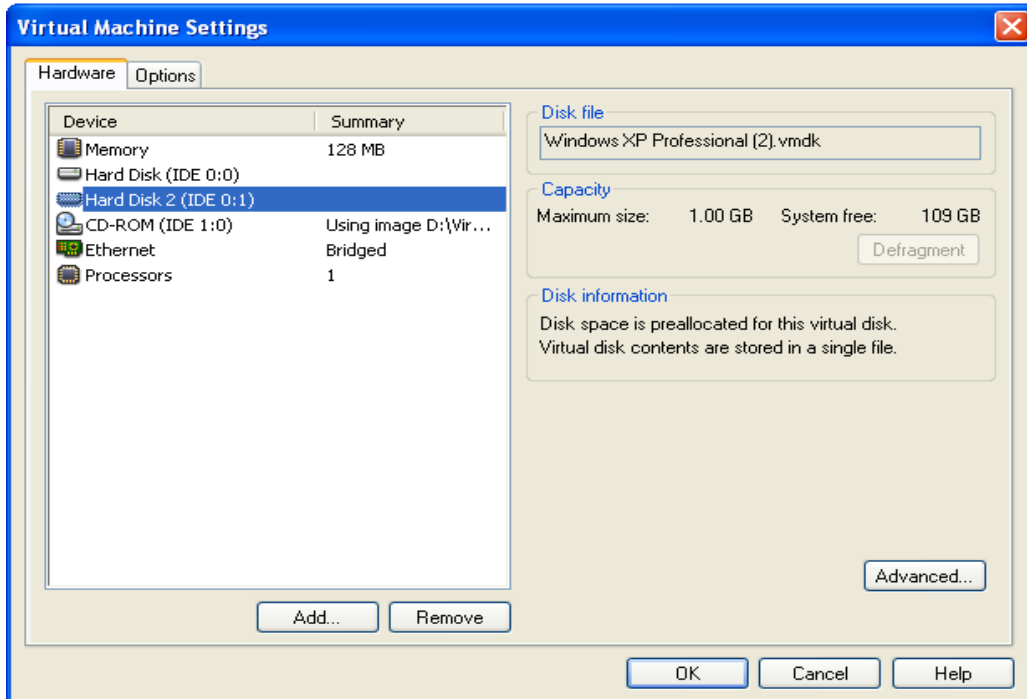 Virtual Machine Settings
Hardware
Options
Device Summary
Memory 128 MB
Hard Disk (IDE 0:0)
Hard Disk 2 (IDE 0:1)
CD-ROM (IDE 1:0) Using image D:\Vir...
Ethernet Bridged
Processors 1
Add...
Remove
Disk file
Windows XP Professional (2).vmdk
Capacity
Maximum size: 1.00 GB System free: 109 GB
Defragment
Disk information
Disk space is preallocated for this virtual disk.
Virtual disk contents are stored in a single file.
Advanced...
OK
Cancel
Help